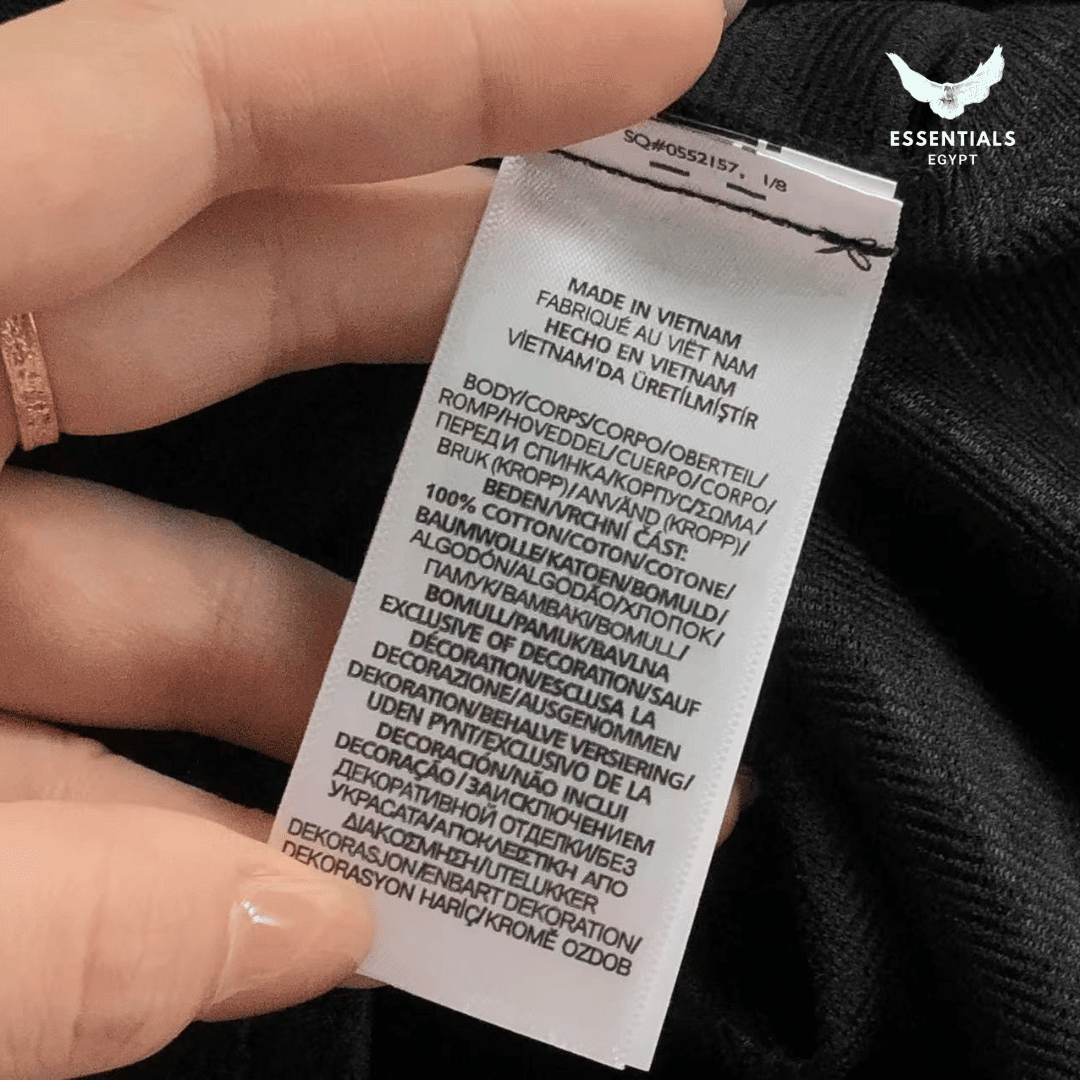 ESSENTIALS
EGYPT
SQ#0552157, 1/8
MADE IN VIETNAM
FABRIQUÉ AU VIÊT NAM
HECHO EN VIETNAM
VİETNAM'DA ÜRETİLMİŞTİR
BODY/CORPS/CORPO/OBERTEIL/
ROMP/HOVEDDEL/CUERPO/CORPO/
ПЕРЕД И СПИНКА/КОРПУС/ΣΩΜΑ/
BRUK (KROPP)/ANVÄND (KROPP)/
BEDEN/VRCHNÍ ČÁST:
100% COTTON/COTON/COTONE/
BAUMWOLLE/KATOEN/BOMULD/
ALGODÓN/ALGODÃO/ХЛОПОК/
ПАМУК/ΒΑΜΒΑΚΙ/BOMULL/
BOMULL/PAMUK/BAVLNA
EXCLUSIVE OF DECORATION/SAUF
DÉCORATION/ESCLUSA LA
DECORAZIONE/AUSGENOMMEN
DEKORATION/BEHALVE VERSIERING/
UDEN PYNT/EXCLUSIVO DE LA
DECORACIÓN/NÃO INCLUI
DECORAÇÃO/ЗА ИСКЛЮЧЕНИЕМ
ДЕКОРАТИВНОЙ ОТДЕЛКИ/БЕЗ
УКРАСАТА/ΑΠΟΚΛΕΙΣΤΙΚΗ ΑΠΟ
ΔΙΑΚΟΣΜΗΣΗ/UTELUKKER
DEKORASJON/ENBART DEKORATION/
DEKORASYON HARİÇ/KROMĚ OZDOB